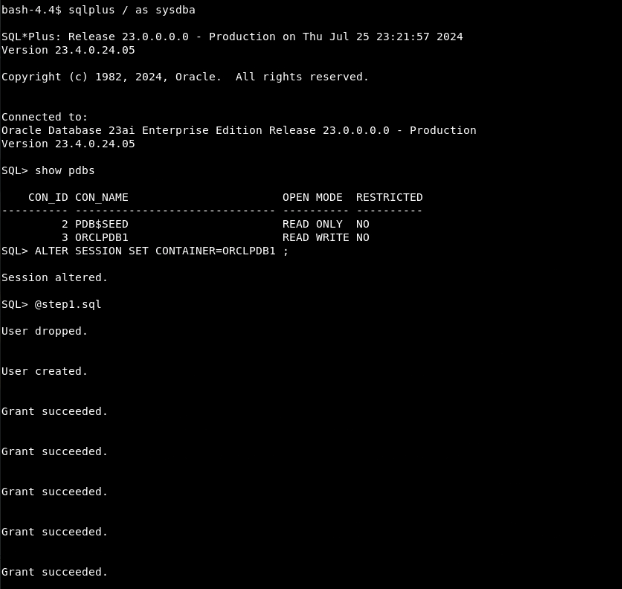 bash-4.4$ sqlplus / as sysdba
SQL*Plus: Release 23.0.0.0.0 - Production on Thu Jul 25 23:21:57 2024
Version 23.4.0.24.05
Copyright (c) 1982, 2024, Oracle.  All rights reserved.
Connected to:
Oracle Database 23ai Enterprise Edition Release 23.0.0.0.0 - Production
Version 23.4.0.24.05
SQL> show pdbs
    CON_ID CON_NAME                       OPEN MODE  RESTRICTED
---------- ------------------------------ ---------- ----------
         2 PDB$SEED                       READ ONLY  NO
         3 ORCLPDB1                       READ WRITE NO
SQL> ALTER SESSION SET CONTAINER=ORCLPDB1 ;
Session altered.
SQL> @step1.sql
User dropped.
User created.
Grant succeeded.
Grant succeeded.
Grant succeeded.
Grant succeeded.
Grant succeeded.